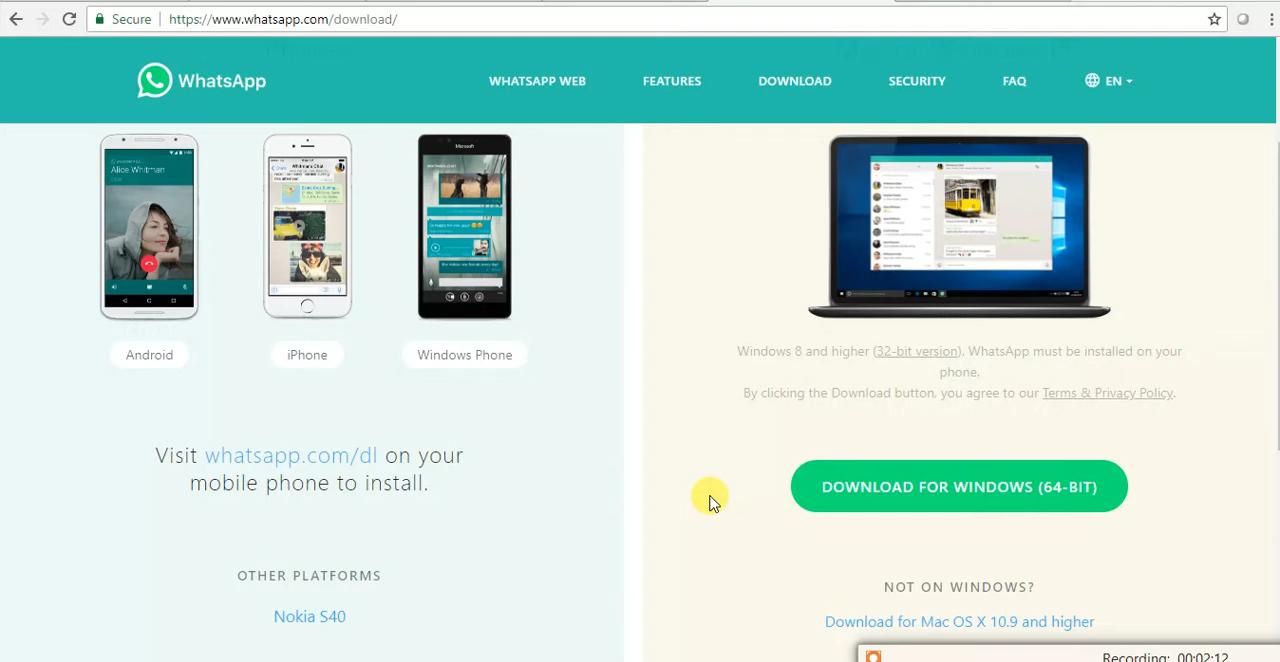 Secure
https://www.whatsapp.com/download/
WhatsApp
WHATSAPP WEB
FEATURES
DOWNLOAD
SECURITY
FAQ
EN
Alice Whitman
Microsoft
Android
iPhone
Windows Phone
Visit whatsapp.com/dl on your
mobile phone to install.
OTHER PLATFORMS
Nokia S40
Windows 8 and higher (32-bit version). WhatsApp must be installed on your
phone.
By clicking the Download button, you agree to our Terms & Privacy Policy.
DOWNLOAD FOR WINDOWS (64-BIT)
NOT ON WINDOWS?
Download for Mac OS X 10.9 and higher
Recording: 00:02:12